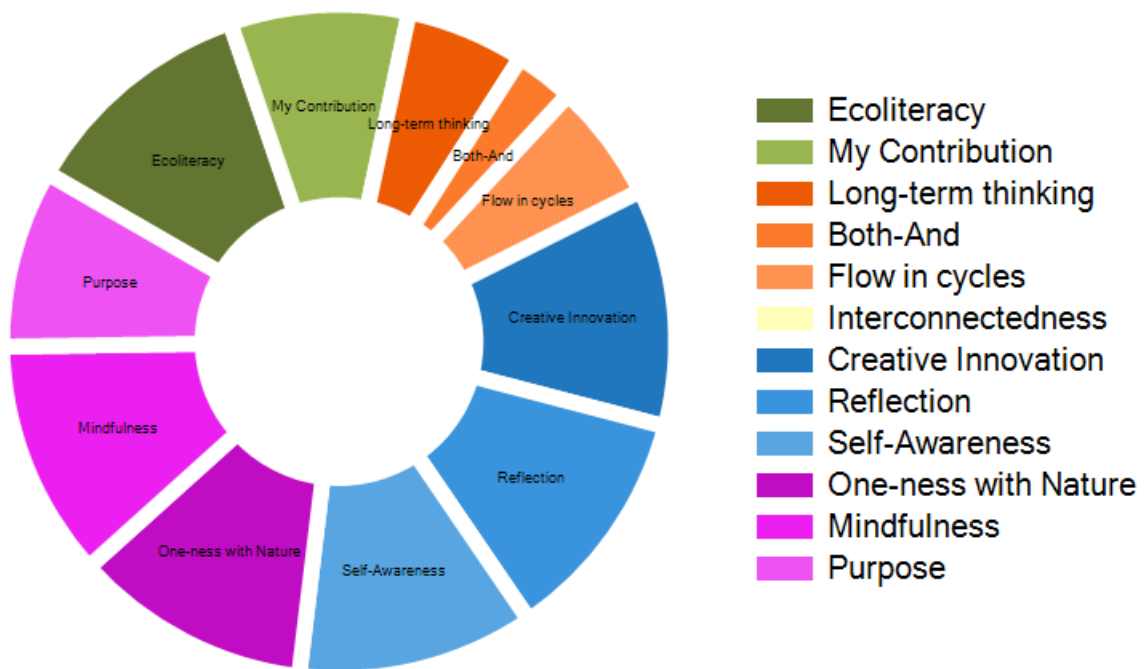 My Contribution
Long-term thinking
Both-And
Flow in cycles
Creative Innovation
Reflection
Self-Awareness
One-ness with Nature
Mindfulness
Purpose
Ecoliteracy
Ecoliteracy
My Contribution
Long-term thinking
Both-And
Flow in cycles
Interconnectedness
Creative Innovation
Reflection
Self-Awareness
One-ness with Nature
Mindfulness
Purpose